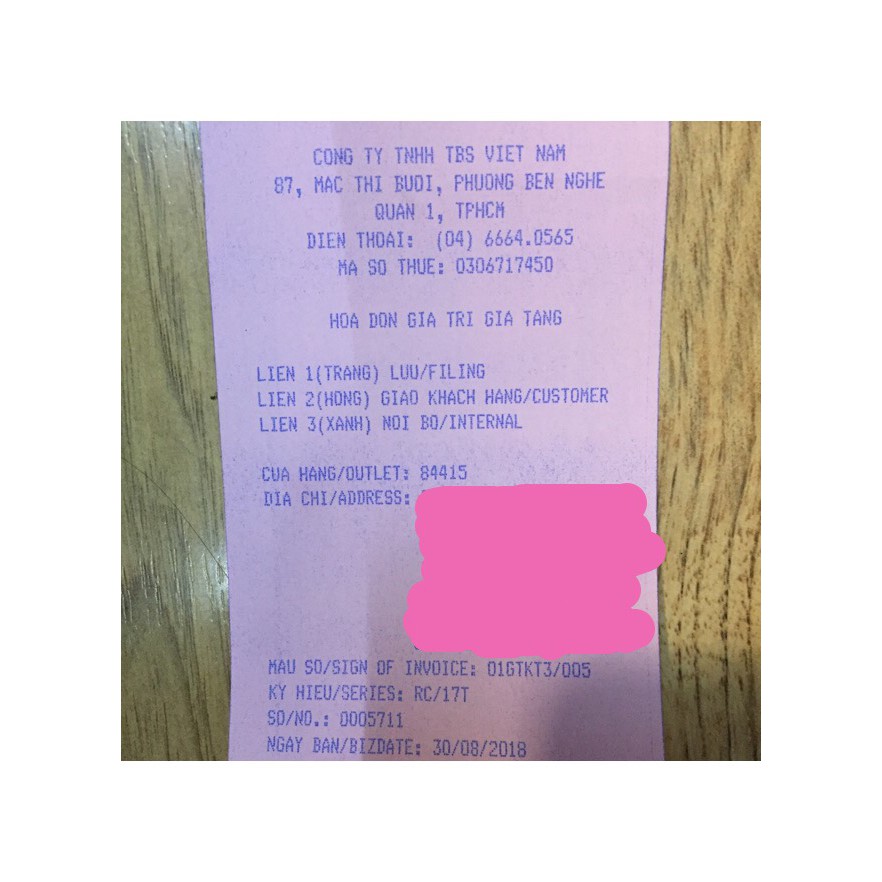 CONG TY TNHH TBS VIET NAM
87, MAC THI BUOI, PHUONG BEN NGHE
QUAN 1, TPHCM
DIEN THOAI: (04) 6664.0565
MA SO THUE: 0306717450
HOA DON GIA TRI GIA TANG
LIEN 1(TRANG) LUU/FILING
LIEN 2(HONG) GIAO KHACH HANG/CUSTOMER
LIEN 3(XANH) NOI BO/INTERNAL
CUA HANG/OUTLET: 84415
DIA CHI/ADDRESS:
MAU SO/SIGN OF INVOICE: 01GTKT3/005
KY HIEU/SERIES: RC/17T
SO/NO.: 0005711
NGAY BAN/BIZDATE: 30/08/2018